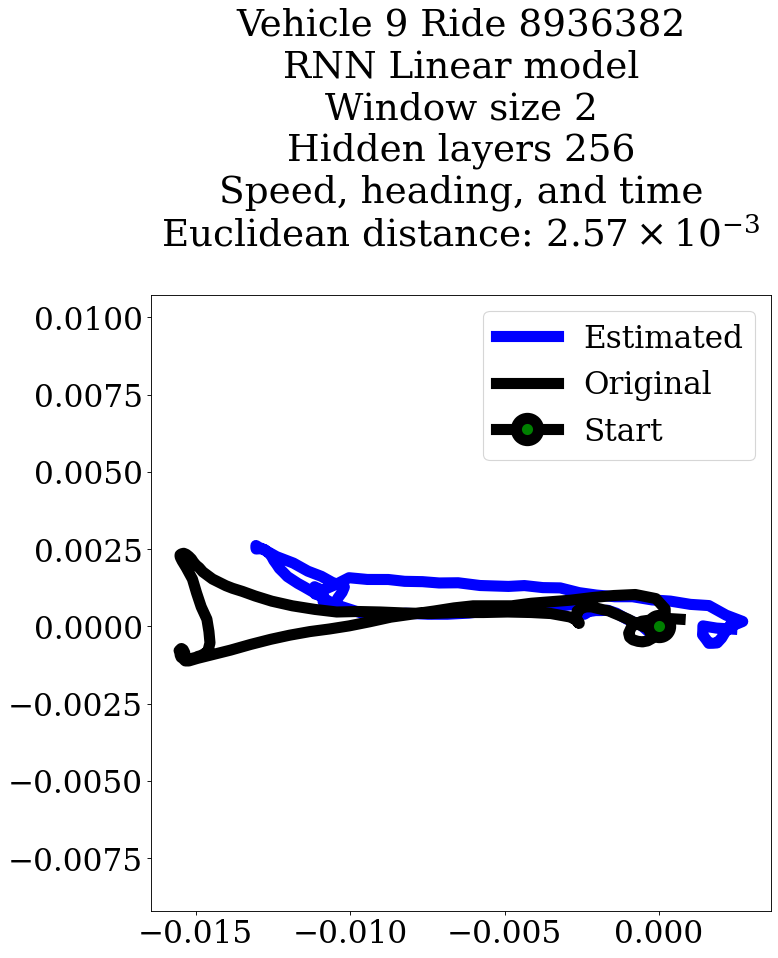 Vehicle 9 Ride 8936382
RNN Linear model
Window size 2
Hidden layers 256
Speed, heading, and time
Euclidean distance: 2.57 × 10⁻³
Estimated
Original
Start
0.0100
0.0075
0.0050
0.0025
0.0000
−0.0025
−0.0050
−0.0075
−0.015 −0.010 −0.005 0.000